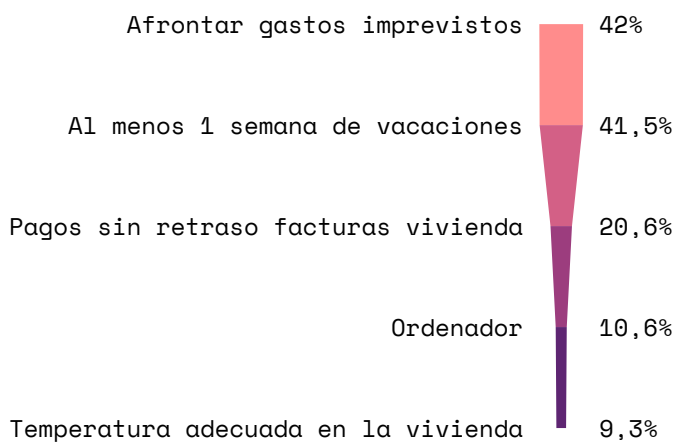 Afrontar gastos imprevistos 42%
Al menos 1 semana de vacaciones 41,5%
Pagos sin retraso facturas vivienda 20,6%
Ordenador 10,6%
Temperatura adecuada en la vivienda 9,3%